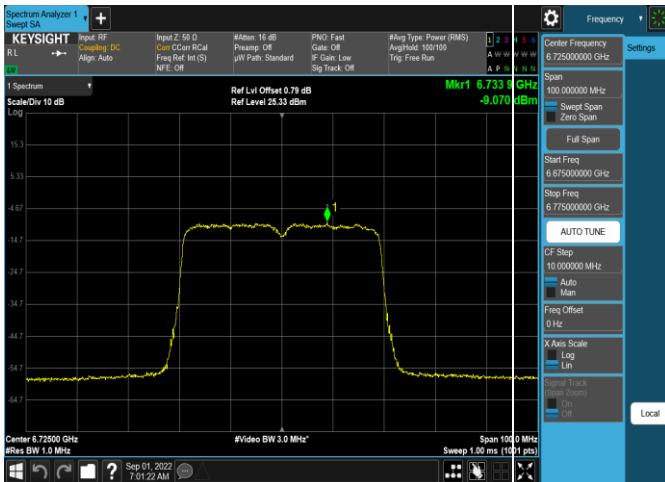 Spectrum Analyzer 1
Swept SA
Frequency
KEYSIGHT
R L
LV
Input: RF
Coupling: DC
Align: Auto
Input Z: 50 Ω
Corr CCorr RCal
Freq Ref: Int (S)
NFE: Off
#Atten: 16 dB
Preamp: Off
µW Path: Standard
PNO: Fast
Gate: Off
IF Gain: Low
Sig Track: Off
#Avg Type: Power (RMS)
Avg|Hold: 100/100
Trig: Free Run
1 2 3 4 5 6
A W W W W W
A P N N N N
1 Spectrum
Scale/Div 10 dB
Log
Ref Lvl Offset 0.79 dB
Ref Level 25.33 dBm
Mkr1 6.733 9 GHz
-9.070 dBm
15.3
5.33
-4.67
-14.7
-24.7
-34.7
-44.7
-54.7
-64.7
1
Center 6.72500 GHz
#Res BW 1.0 MHz
#Video BW 3.0 MHz*
Span 100.0 MHz
Sweep 1.00 ms (1001 pts)
Center Frequency
6.725000000 GHz
Span
100.000000 MHz
Swept Span
Zero Span
Full Span
Start Freq
6.675000000 GHz
Stop Freq
6.775000000 GHz
AUTO TUNE
CF Step
10.000000 MHz
Auto
Man
Freq Offset
0 Hz
X Axis Scale
Log
Lin
Signal Track
(Span Zoom)
On
Off
Settings
Local
?
Sep 01, 2022
7:01:22 AM